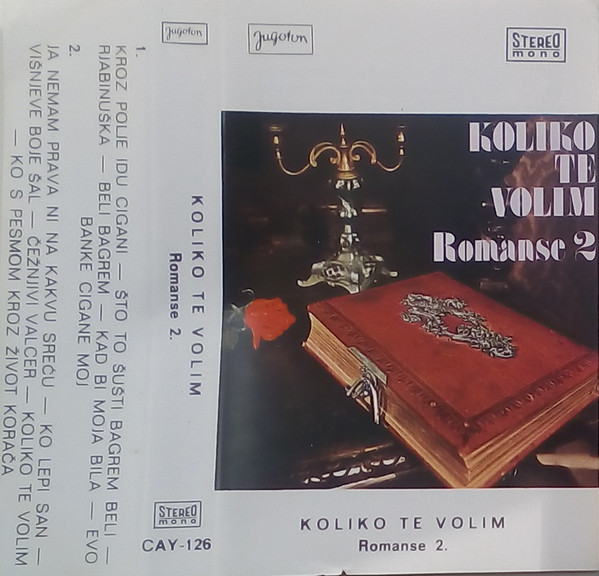 1.
KROZ POLJE IDU CIGANI — ŠTO TO ŠUŠTI BAGREM BELI —
RJABINUŠKA — BELI BAGREM — KAD BI MOJA BILA — EVO
BANKE CIGANE MOJ
2.
JA NEMAM PRAVA NI NA KAKVU SREĆU — KO LEPI SAN —
VIŠNJEVE BOJE ŠAL — ČEŽNJIVI VALCER — KOLIKO TE VOLIM
— KO S PESMOM KROZ ŽIVOT KORAČA
Jugoton
KOLIKO TE VOLIM
Romanse 2.
STEREO
mono
CAY-126
Jugoton
STEREO
mono
KOLIKO
TE
VOLIM
Romanse 2
KOLIKO TE VOLIM
Romanse 2.